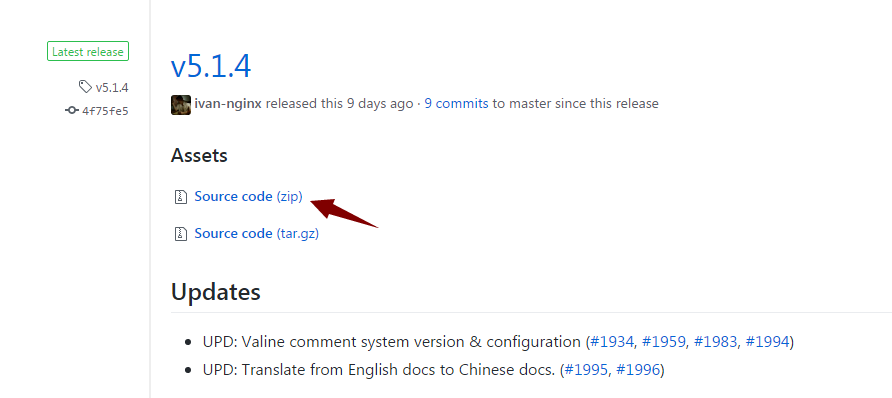 Latest release
v5.1.4
4f75fe5
v5.1.4
ivan-nginx released this 9 days ago · 9 commits to master since this release
Assets
Source code (zip)
Source code (tar.gz)
Updates
UPD: Valine comment system version & configuration (#1934, #1959, #1983, #1994)
UPD: Translate from English docs to Chinese docs. (#1995, #1996)